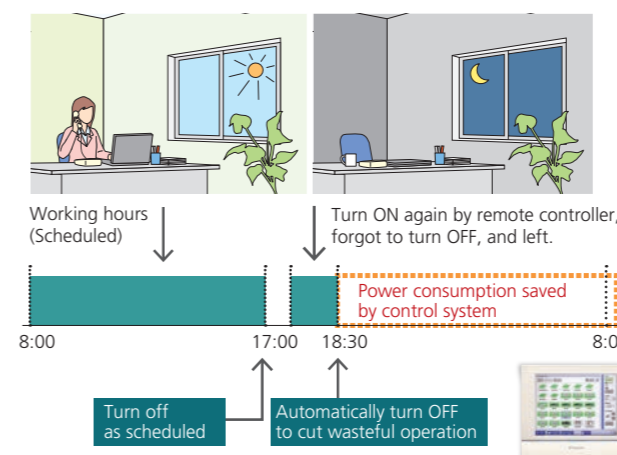 Working hours
(Scheduled)
Turn ON again by remote controller,
forgot to turn OFF, and left.
Power consumption saved
by control system
8:00
17:00
18:30
8:0
Turn off
as scheduled
Automatically turn OFF
to cut wasteful operation